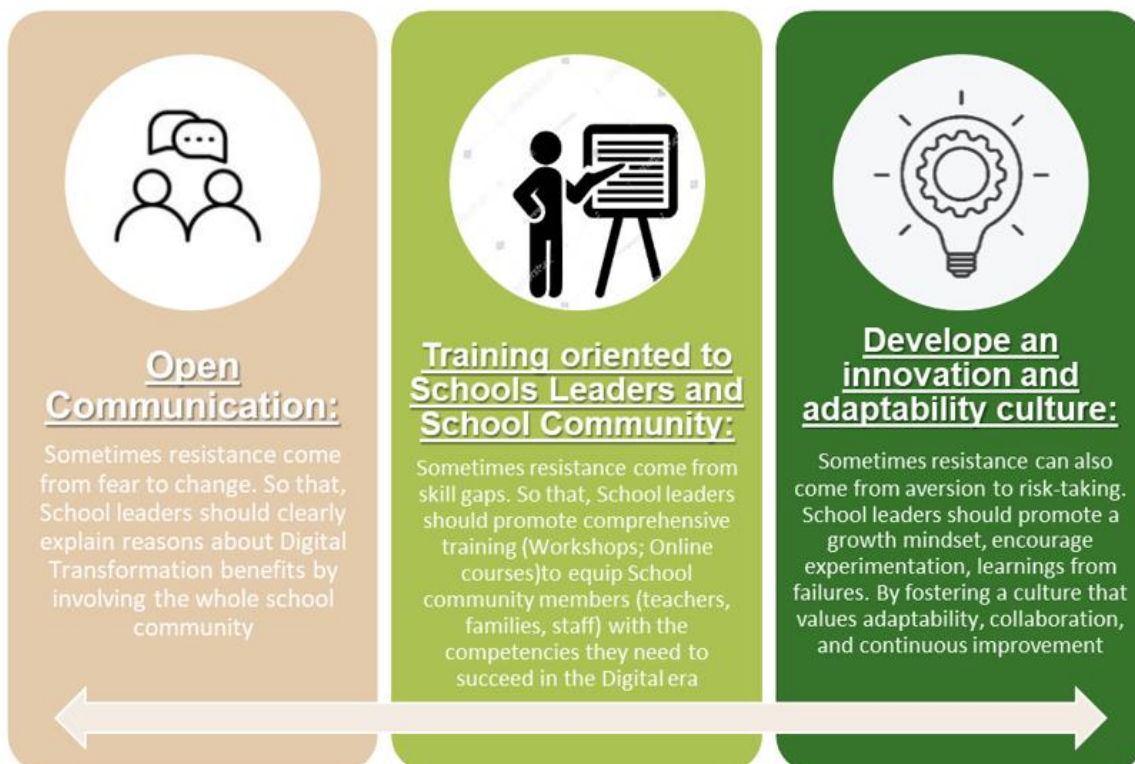 Open
Communication:
Sometimes resistance come
from fear to change. So that,
School leaders should clearly
explain reasons about Digital
Transformation benefits by
involving the whole school
community
Training oriented to
Schools Leaders and
School Community:
Sometimes resistance come from
skill gaps. So that, School leaders
should promote comprehensive
training (Workshops; Online
courses)to equip School
community members (teachers,
families, staff) with the
competencies they need to
succeed in the Digital era
Develope an
innovation and
adaptability culture:
Sometimes resistance can also
come from aversion to risk-taking.
School leaders should promote a
growth mindset, encourage
experimentation, learnings from
failures. By fostering a culture that
values adaptability, collaboration,
and continuous improvement